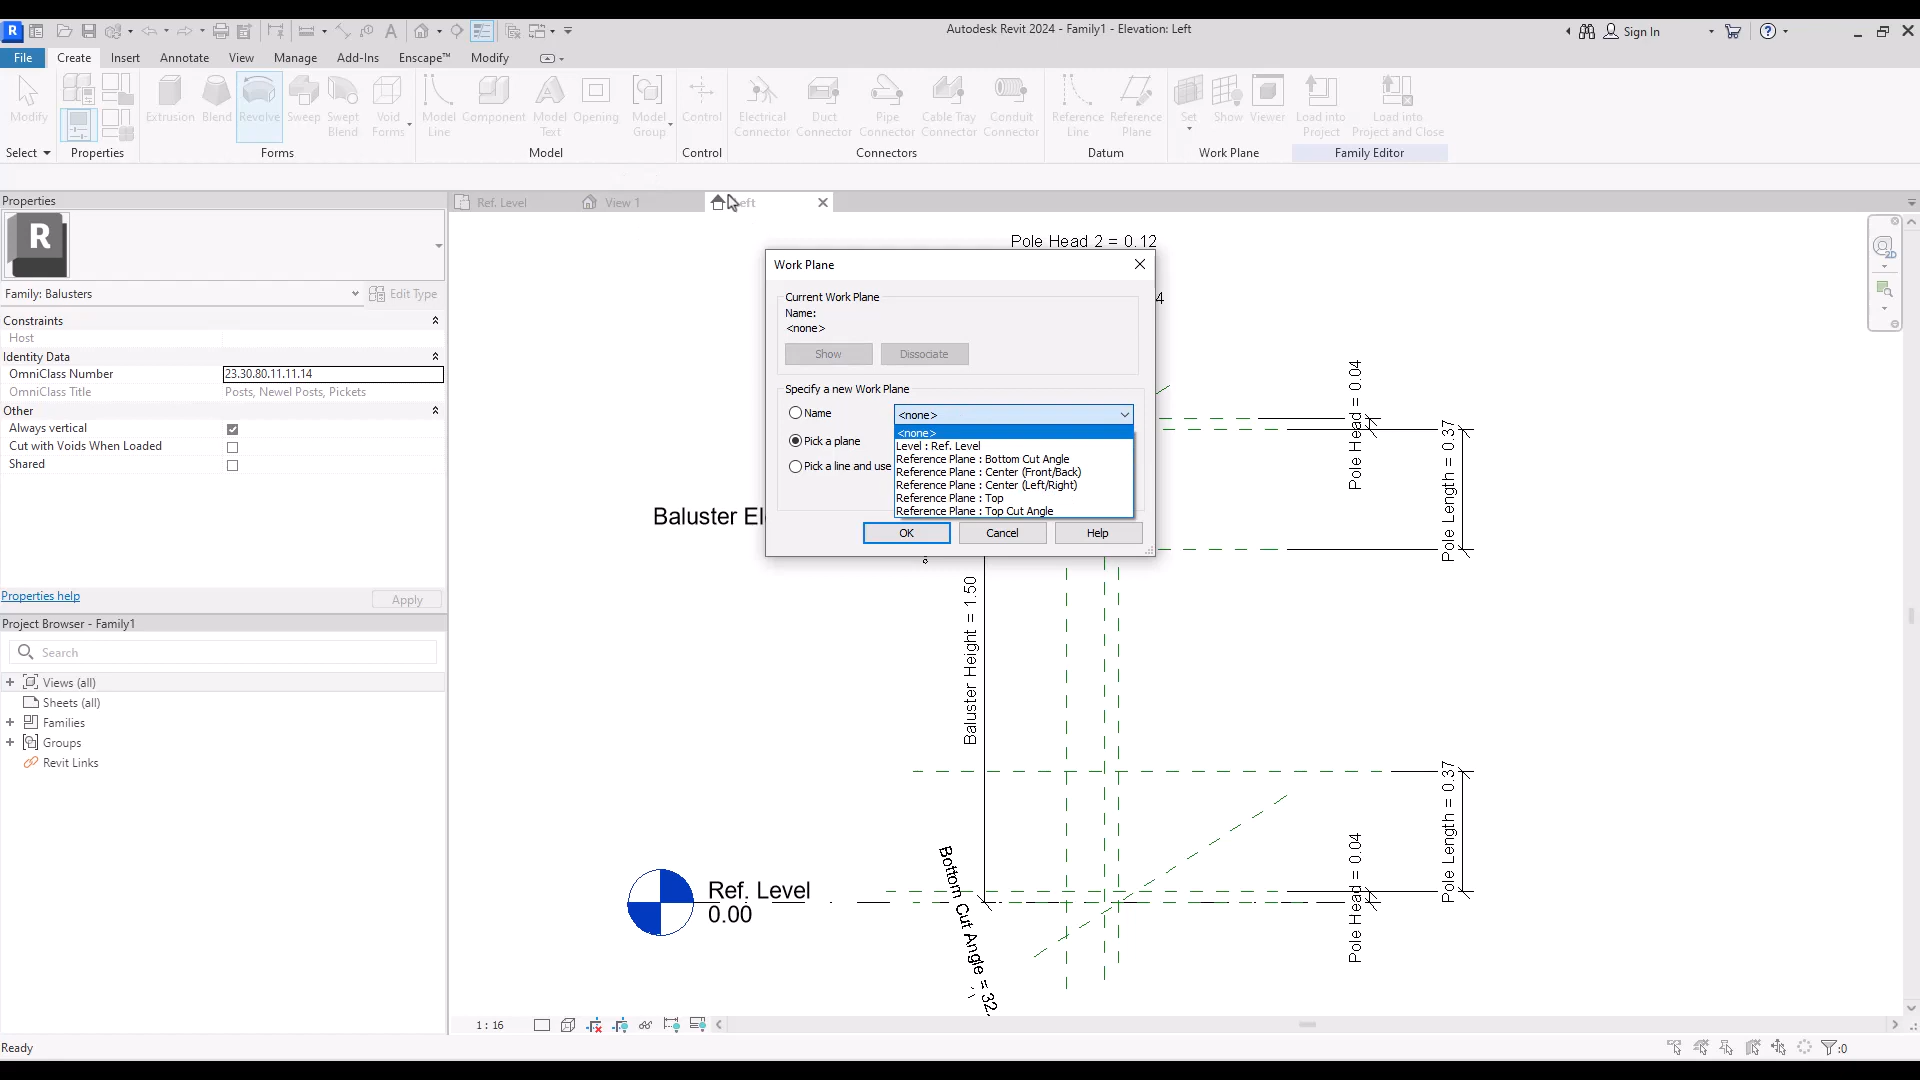 Autodesk Revit 2024 - Family1 - Elevation: Left
Sign In
File Create Insert Annotate View Manage Add-Ins Enscape™ Modify
Modify
Extrusion Blend Revolve Sweep Swept Blend Void Forms
Model Line Component Model Text Opening Model Group
Control
Electrical Connector Duct Connector Pipe Connector Cable Tray Connector Conduit Connector
Reference Line Reference Plane
Set Show Viewer
Load into Project Load into Project and Close
Select Properties Forms Model Control Connectors Datum Work Plane Family Editor
Properties
Ref. Level View 1 eft
R
Family: Balusters Edit Type
Constraints
Host
Identity Data
OmniClass Number 23.30.80.11.11.14
OmniClass Title Posts, Newel Posts, Pickets
Other
Always vertical
Cut with Voids When Loaded
Shared
Properties help Apply
Project Browser - Family1
Search
Views (all)
Sheets (all)
Families
Groups
Revit Links
Pole Head 2 = 0.12
4
Work Plane
Current Work Plane
Name:
<none>
Show Dissociate
Specify a new Work Plane
Name <none>
Pick a plane
Pick a line and use
<none>
Level : Ref. Level
Reference Plane : Bottom Cut Angle
Reference Plane : Center (Front/Back)
Reference Plane : Center (Left/Right)
Reference Plane : Top
Reference Plane : Top Cut Angle
OK Cancel Help
Baluster El
Pole Head = 0.04
Pole Length = 0.37
Baluster Height = 1.50
Pole Length = 0.37
Pole Head = 0.04
Bottom Cut Angle = 32.
Ref. Level
0.00
1 : 16
Ready
:0